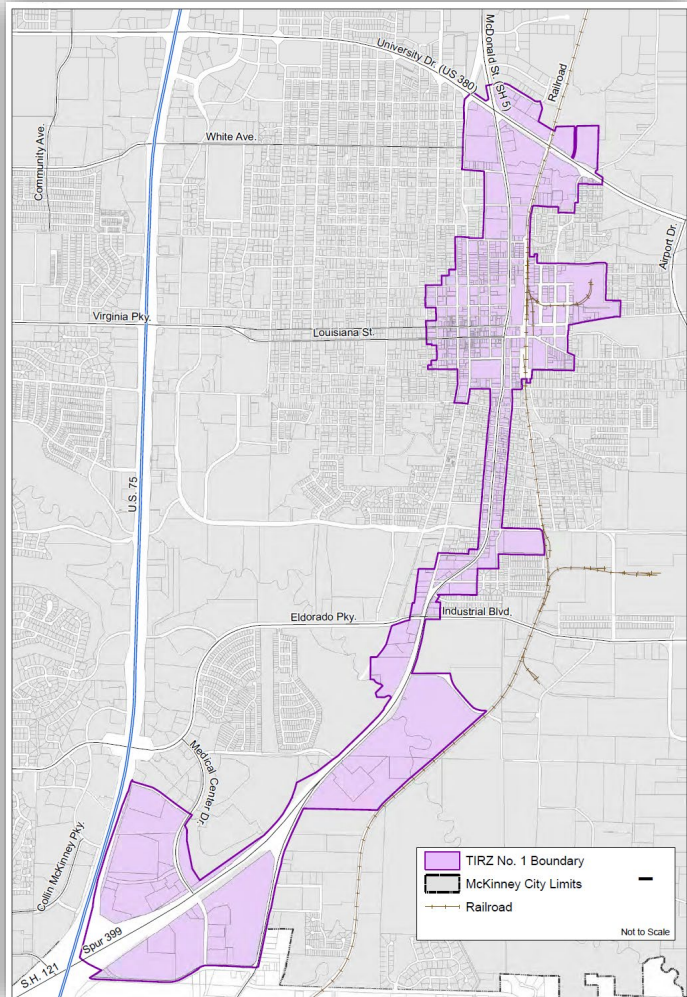 University Dr. (US 380)
McDonald St. (SH 5)
Railroad
White Ave.
Community Ave.
Airport Dr.
Virginia Pky.
Louisiana St.
U.S. 75
Eldorado Pky.
Industrial Blvd.
Medical Center Dr.
Collin McKinney Pky.
Spur 399
S.H. 121
TIRZ No. 1 Boundary
McKinney City Limits
Railroad
Not to Scale